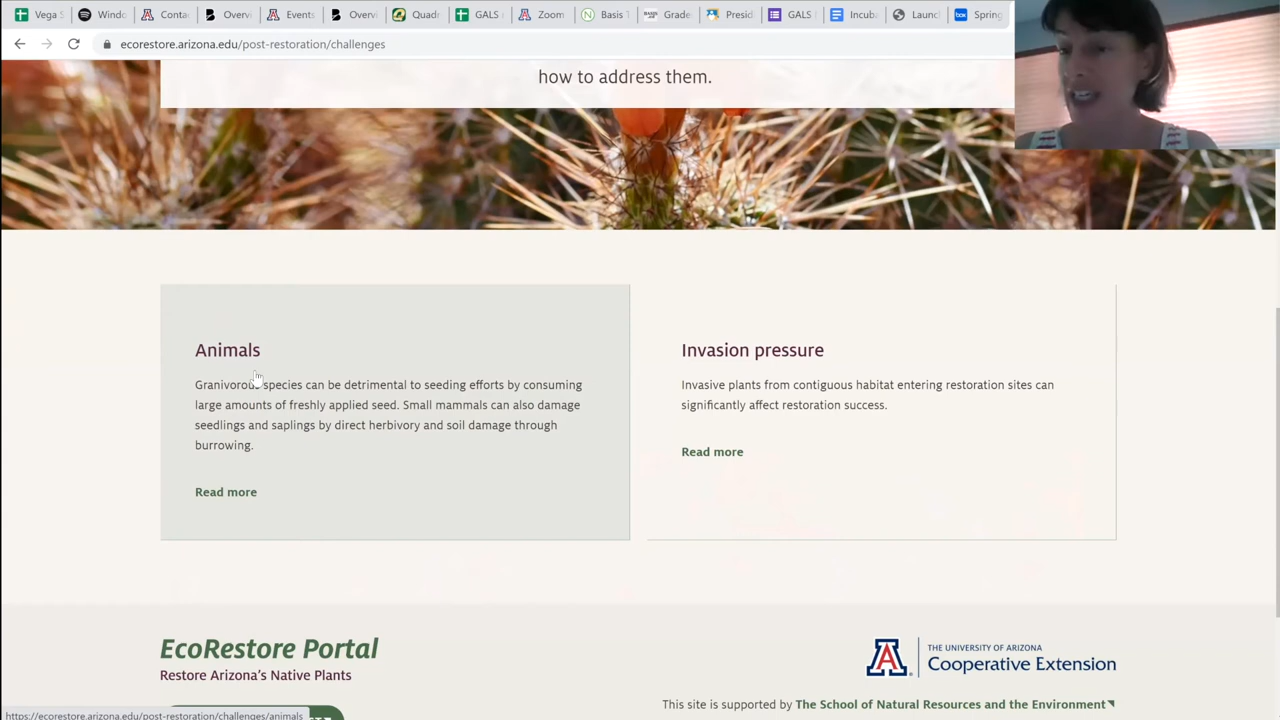 Vega S
Windo
Conta
Overvi
Events
Overvi
Quadr
GALS
Zoom
Basis T
Grade
Presid
GALS
Incuba
Launc
Spring
ecorestore.arizona.edu/post-restoration/challenges
how to address them.
Animals
Granivorous species can be detrimental to seeding efforts by consuming
large amounts of freshly applied seed. Small mammals can also damage
seedlings and saplings by direct herbivory and soil damage through
burrowing.
Read more
Invasion pressure
Invasive plants from contiguous habitat entering restoration sites can
significantly affect restoration success.
Read more
EcoRestore Portal
Restore Arizona's Native Plants
THE UNIVERSITY OF ARIZONA
Cooperative Extension
This site is supported by The School of Natural Resources and the Environment
https://ecorestore.arizona.edu/post-restoration/challenges/animals